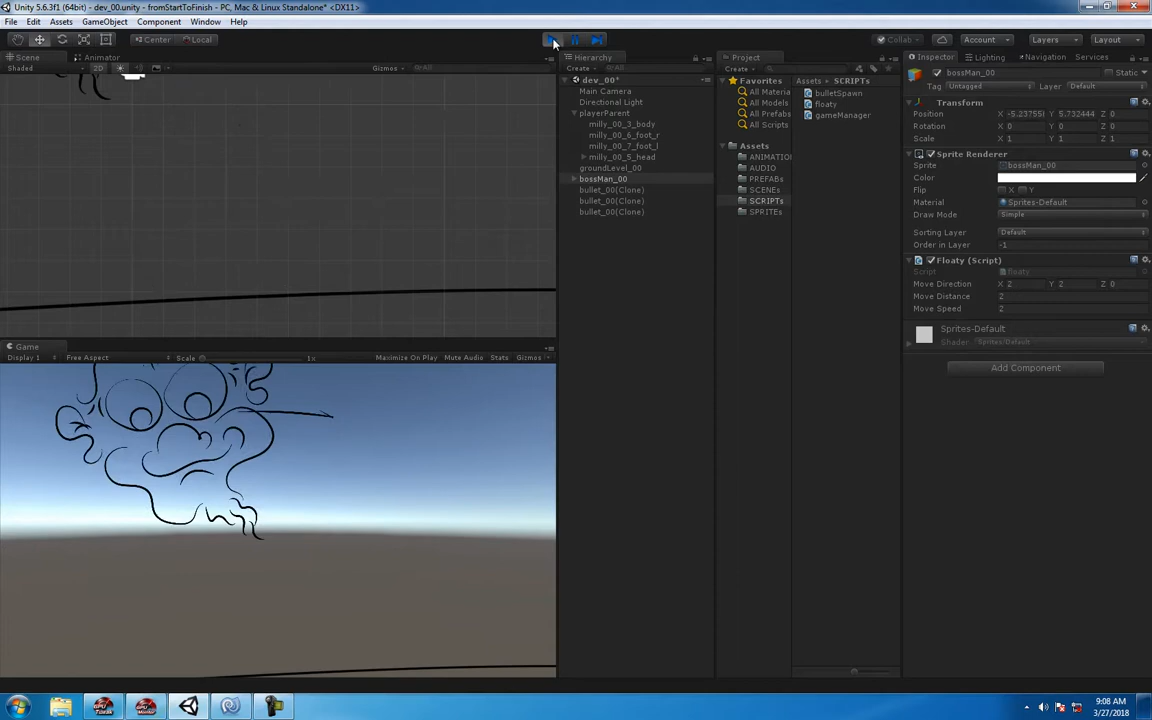 Unity 5.6.3f1 (64bit) - dev_00.unity - fromStartToFinish - PC, Mac & Linux Standalone* <DX11>
File Edit Assets GameObject Component Window Help
Center Local Collab Account Layers Layout
Scene Animator
Shaded 2D Gizmos All
Hierarchy
Create All
dev_00*
Main Camera
Directional Light
playerParent
milly_00_3_body
milly_00_6_foot_r
milly_00_7_foot_l
milly_00_5_head
groundLevel_00
bossMan_00
bullet_00(Clone)
bullet_00(Clone)
bullet_00(Clone)
Project
Create
Favorites
All Materia
All Models
All Prefabs
All Scripts
Assets
ANIMATIO
AUDIO
PREFABs
SCENEs
SCRIPTs
SPRITEs
Assets SCRIPTs
bulletSpawn
floaty
gameManager
Inspector Lighting Navigation Services
bossMan_00 Static
Tag Untagged Layer Default
Transform
Position X -5.23755 Y 5.732444 Z 0
Rotation X 0 Y 0 Z 0
Scale X 1 Y 1 Z 1
Sprite Renderer
Sprite bossMan_00
Color
Flip X Y
Material Sprites-Default
Draw Mode Simple
Sorting Layer Default
Order in Layer -1
Floaty (Script)
Script floaty
Move Direction X 2 Y 2 Z 0
Move Distance 2
Move Speed 2
Sprites-Default
Shader Sprites/Default
Add Component
Game
Display 1 Free Aspect Scale 1x Maximize On Play Mute Audio Stats Gizmos
GPU Tweak
GPU Monitor
9:08 AM
3/27/2018